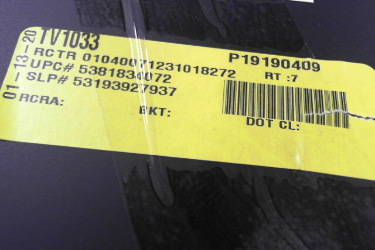 01-13-20
TV1033
RCTR 01040071231018272
P19190409
UPC# 5381834072
RT :7
SLP# 53193927937
RCRA:
BKT:
DOT CL: